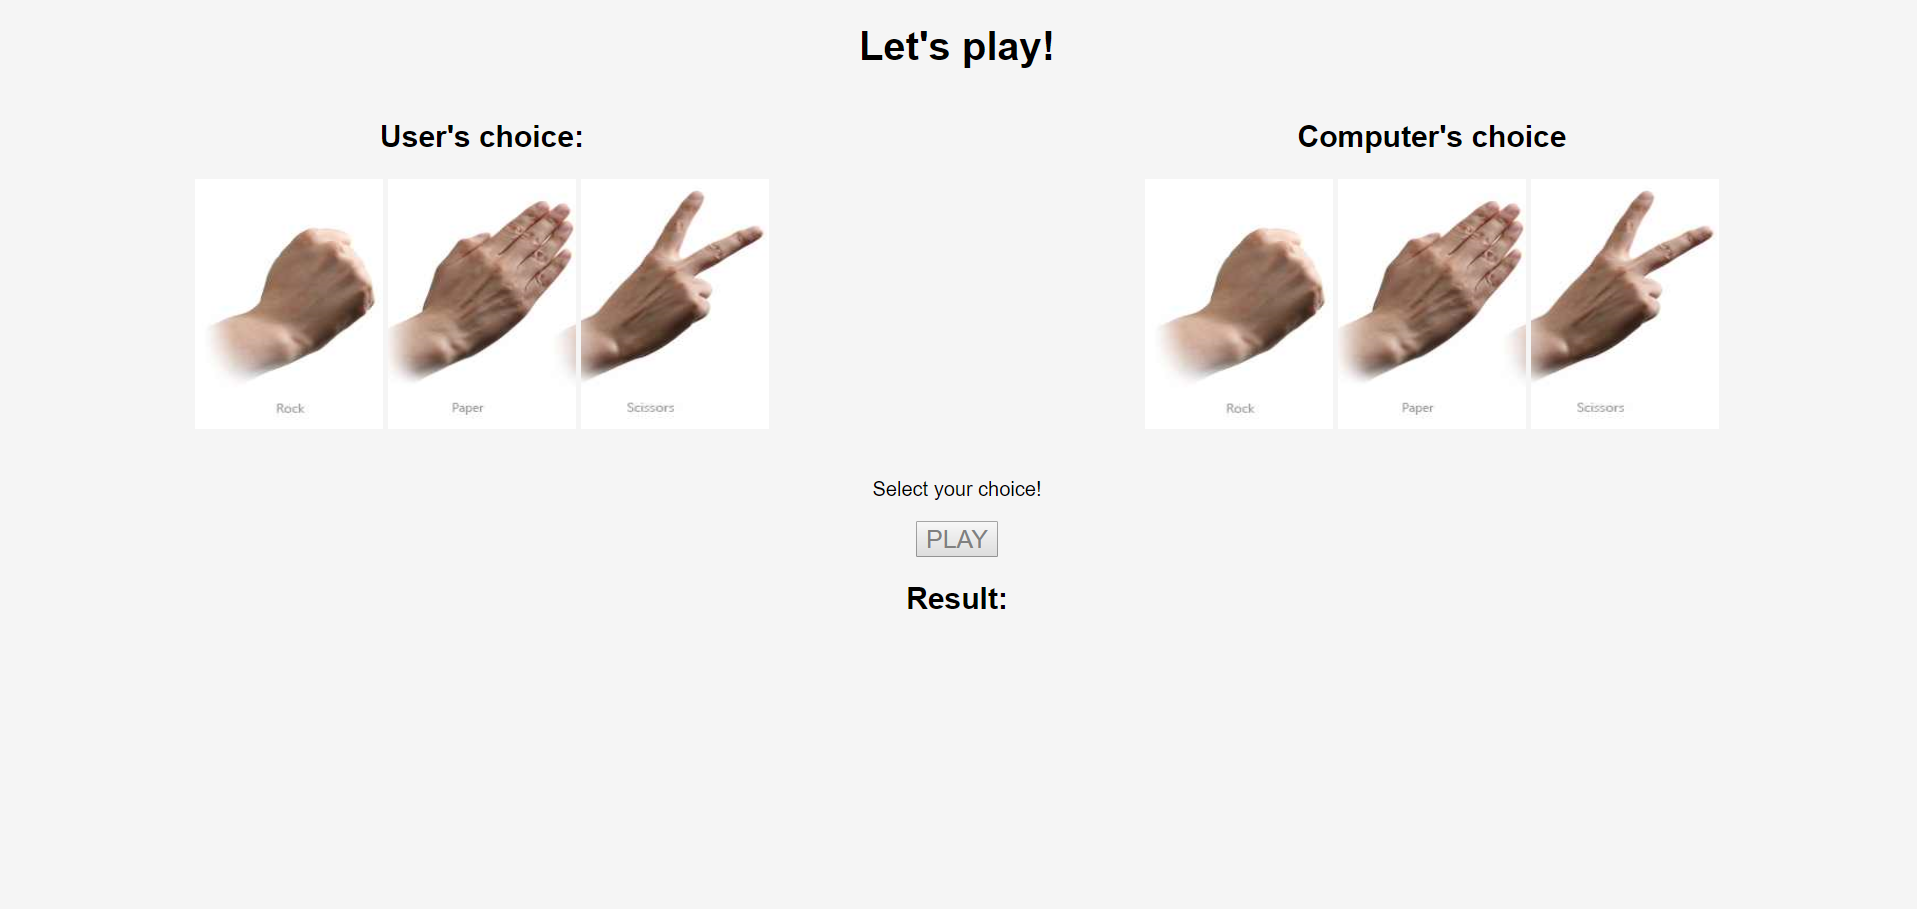 Let's play!
User's choice:
Rock
Paper
Scissors
Computer's choice
Rock
Paper
Scissors
Select your choice!
PLAY
Result: